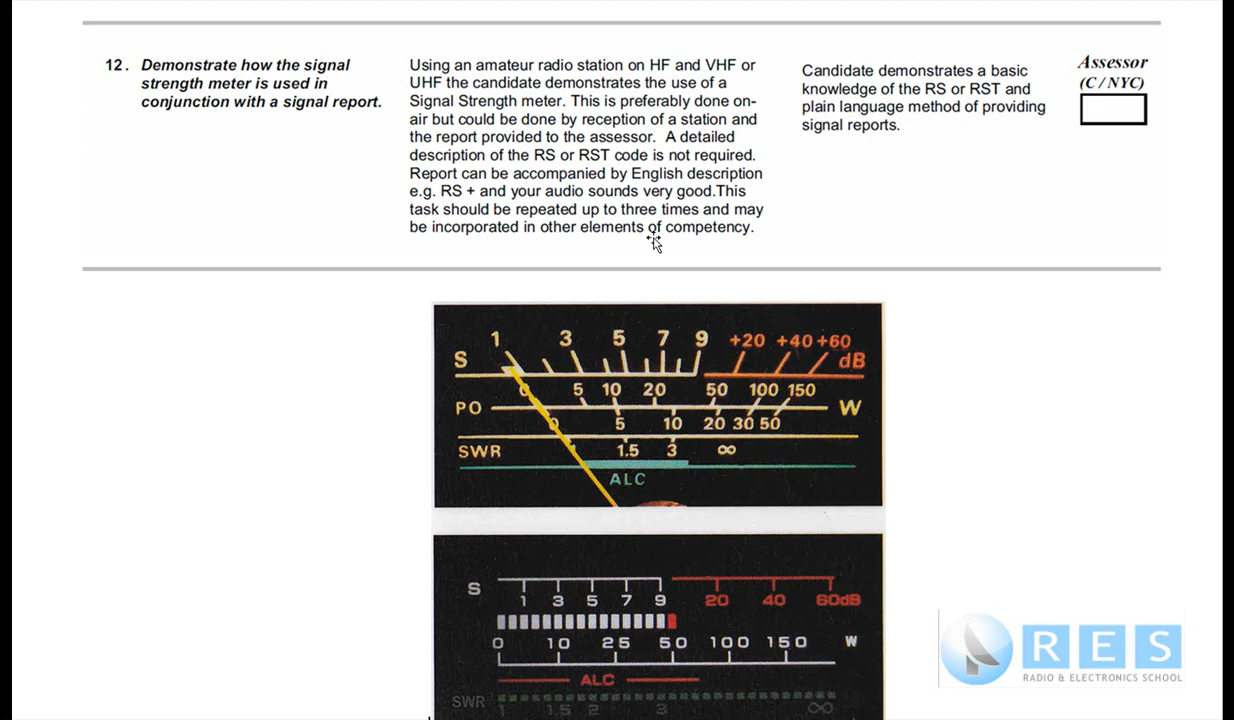 12. Demonstrate how the signal
strength meter is used in
conjunction with a signal report.
Using an amateur radio station on HF and VHF or
UHF the candidate demonstrates the use of a
Signal Strength meter. This is preferably done on-
air but could be done by reception of a station and
the report provided to the assessor. A detailed
description of the RS or RST code is not required.
Report can be accompanied by English description
e.g. RS + and your audio sounds very good.This
task should be repeated up to three times and may
be incorporated in other elements of competency.
Candidate demonstrates a basic
knowledge of the RS or RST and
plain language method of providing
signal reports.
Assessor
(C / NYC)
1 3 5 7 9 +20 +40 +60
S dB
0 5 10 20 50 100 150
PO W
0 5 10 20 30 50
SWR 1 1.5 3 ∞
ALC
S
1 3 5 7 9 20 40 60dB
0 10 25 50 100 150 W
ALC
SWR
1 1.5 2 3 ∞
RES
RADIO & ELECTRONICS SCHOOL